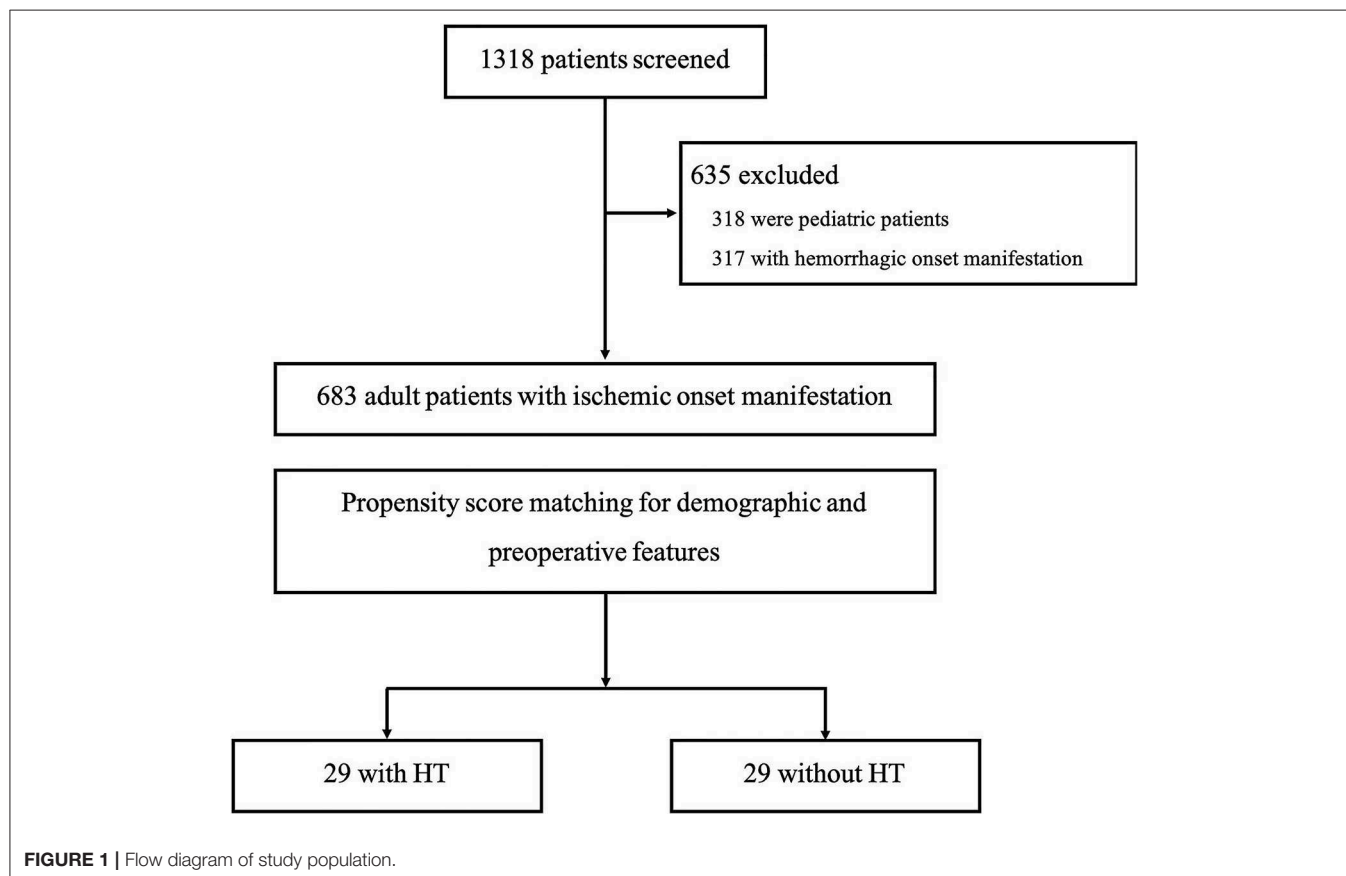 1318 patients screened
635 excluded
318 were pediatric patients
317 with hemorrhagic onset manifestation
683 adult patients with ischemic onset manifestation
Propensity score matching for demographic and
preoperative features
29 with HT
29 without HT
FIGURE 1 | Flow diagram of study population.